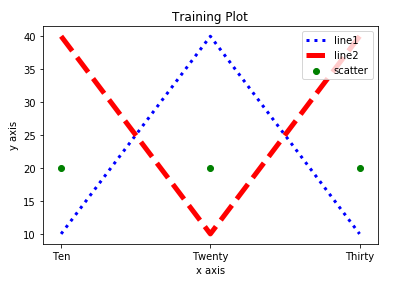 Training Plot
line1
line2
scatter
y axis
40
35
30
25
20
15
10
Ten Twenty Thirty
x axis